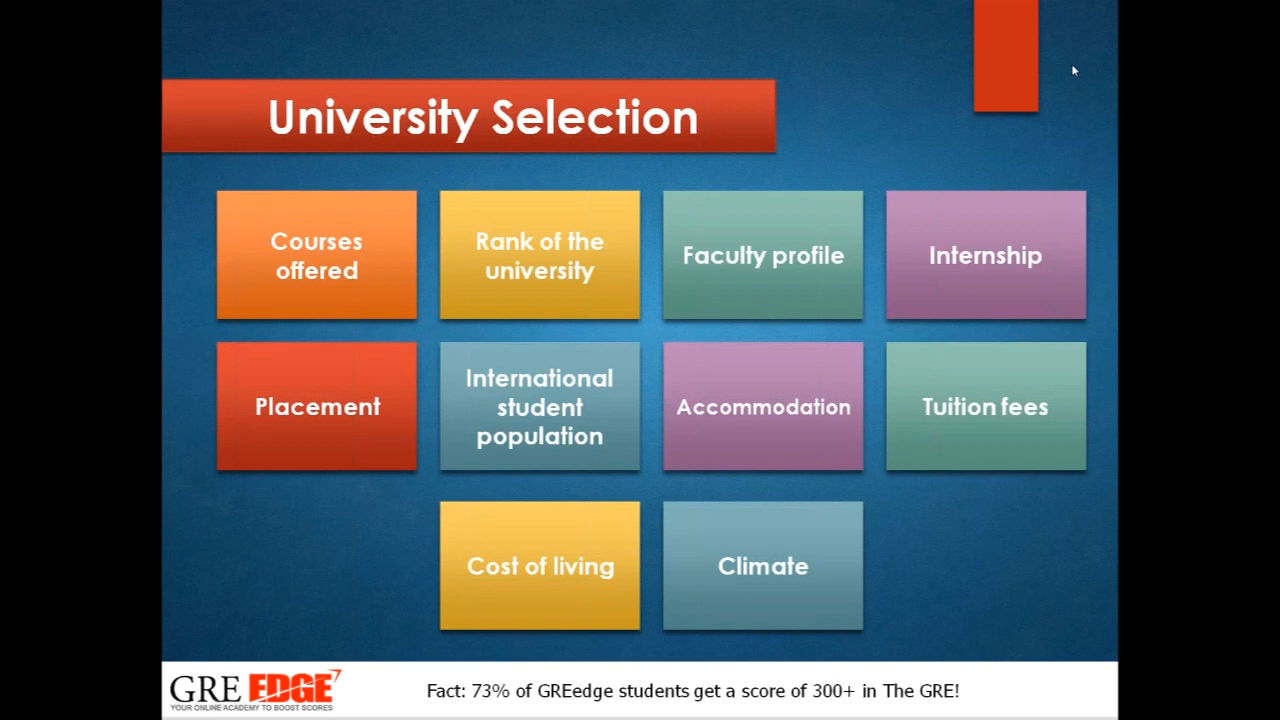 University Selection
Courses
offered
Rank of the
university
Faculty profile
Internship
Placement
International
student
population
Accommodation
Tuition fees
Cost of living
Climate
GRE EDGE
YOUR ONLINE ACADEMY TO BOOST SCORES
Fact: 73% of GREedge students get a score of 300+ in The GRE!